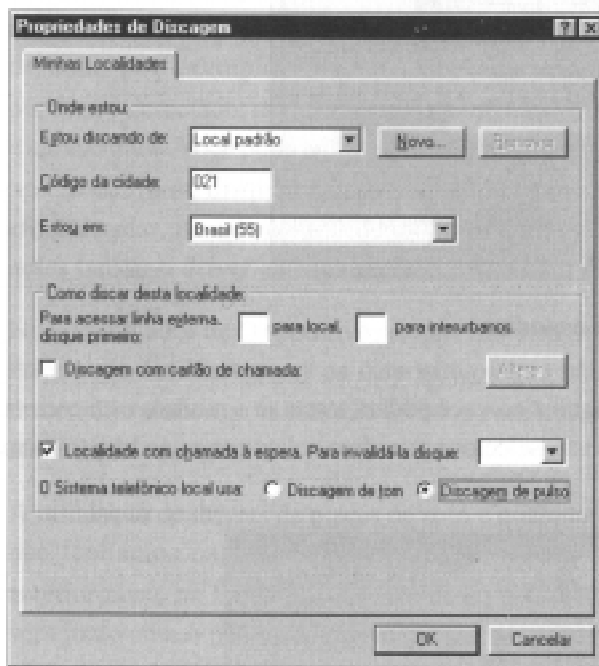 Propriedades de Discagem
Minhas Localidades
Onde estou:
Estou discando de: Local padrão Novo... Remover
Código da cidade: 021
Estou em: Brasil (55)
Como discar desta localidade:
Para acessar linha externa, disque primeiro: para local, para interurbanos.
Discagem com cartão de chamada: Alterar...
Localidade com chamada à espera. Para invalidá-la disque:
O Sistema telefônico local usa: Discagem de tom Discagem de pulso
OK Cancelar